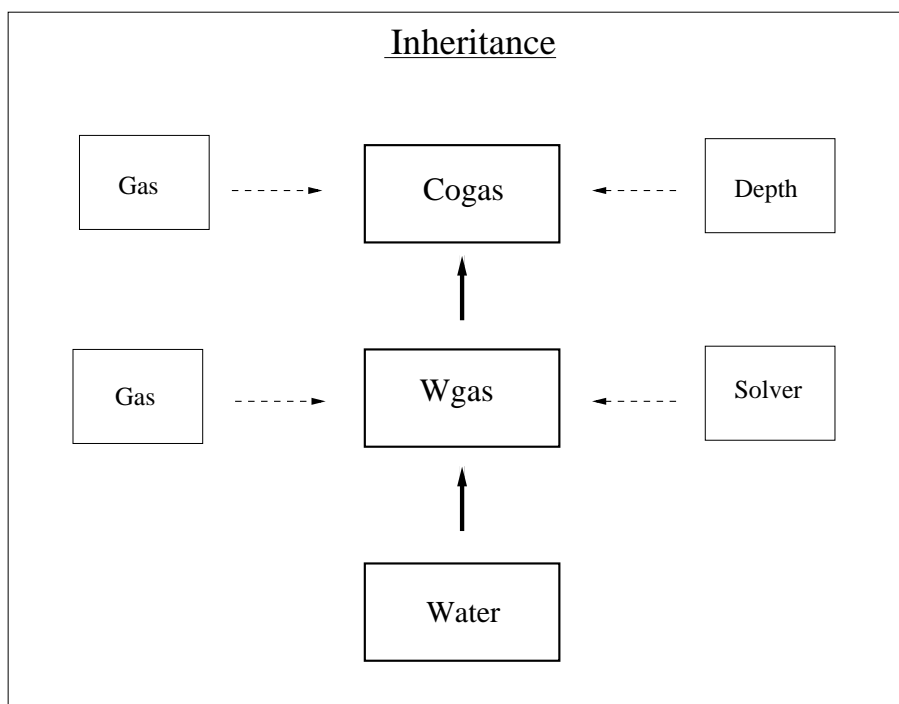 Inheritance
Gas
Cogas
Depth
Gas
Wgas
Solver
Water